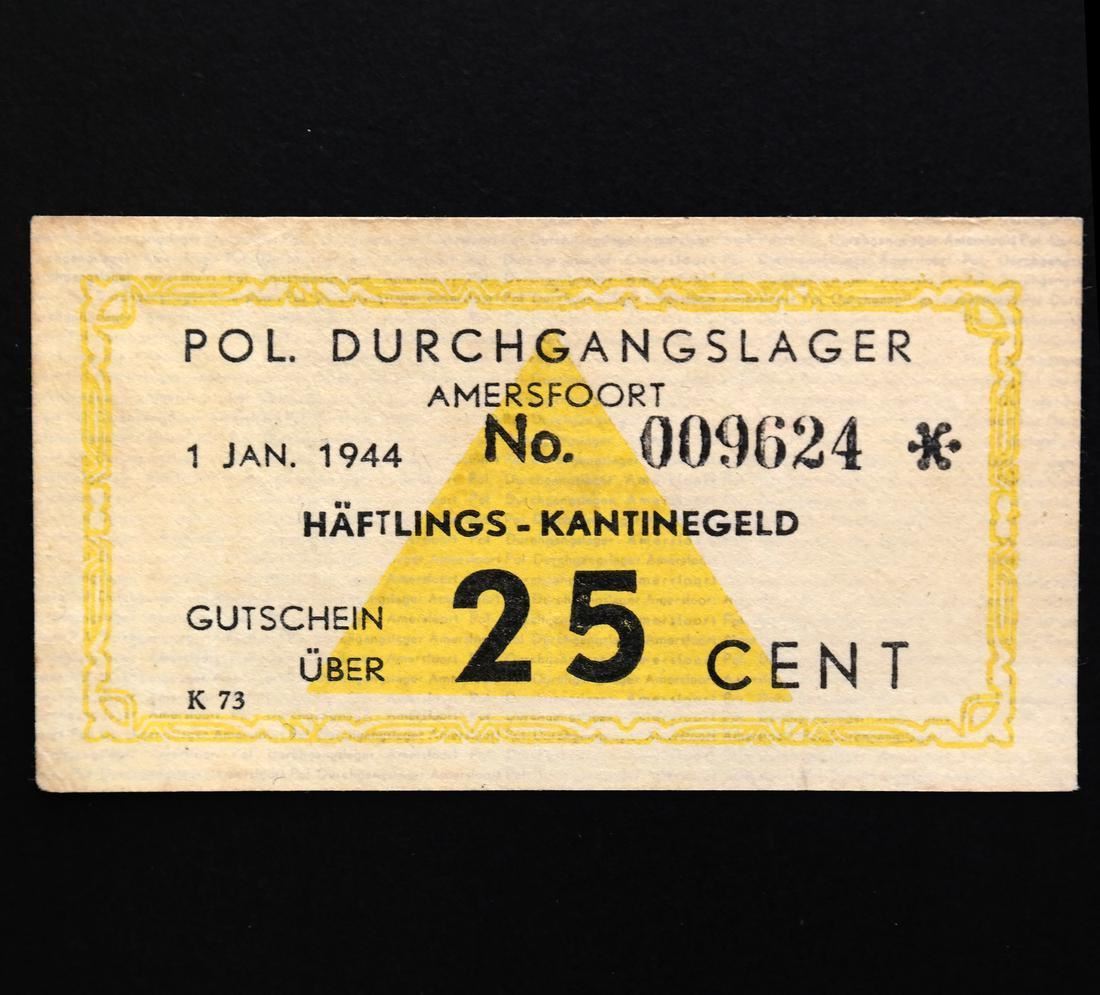 POL. DURCHGANGSLAGER
AMERSFOORT
1 JAN. 1944 No. 009624 *
HÄFTLINGS - KANTINEGELD
GUTSCHEIN
ÜBER 25 CENT
K 73